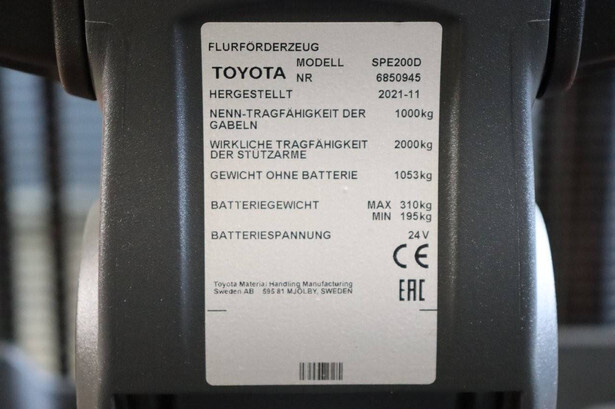 FLURFÖRDERZEUG
TOYOTA MODELL SPE200D
NR 6850945
HERGESTELLT 2021-11
NENN-TRAGFÄHIGKEIT DER GABELN 1000kg
WIRKLICHE TRAGFÄHIGKEIT DER STÜTZARME 2000kg
GEWICHT OHNE BATTERIE 1053kg
BATTERIEGEWICHT MAX 310kg
MIN 195kg
BATTERIESPANNUNG 24V
CE
Toyota Material Handling Manufacturing
Sweden AB 595 81 MJÖLBY, SWEDEN
EAC